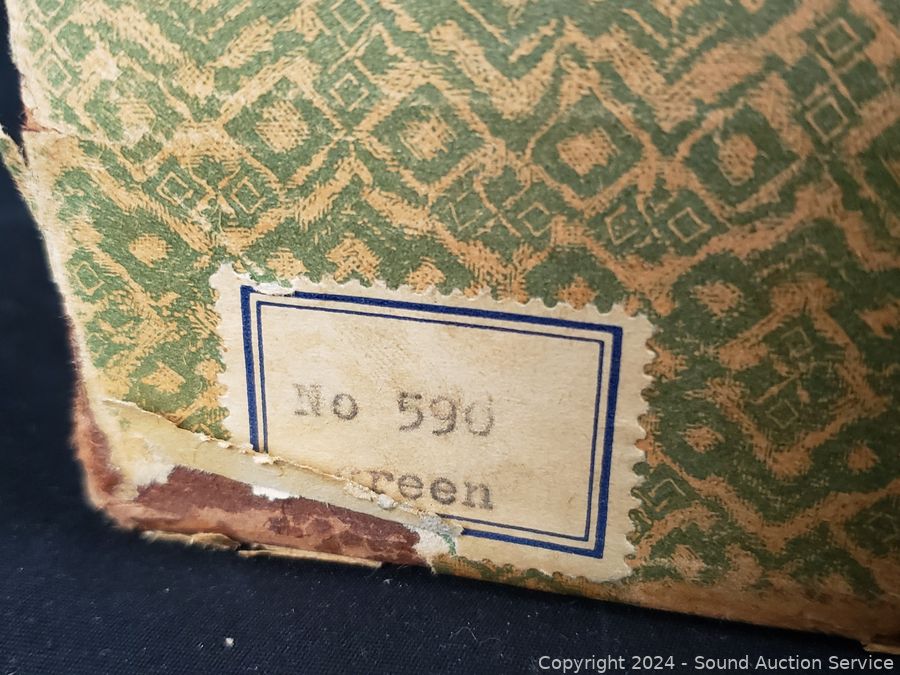 No 590
reen
Copyright 2024 - Sound Auction Service